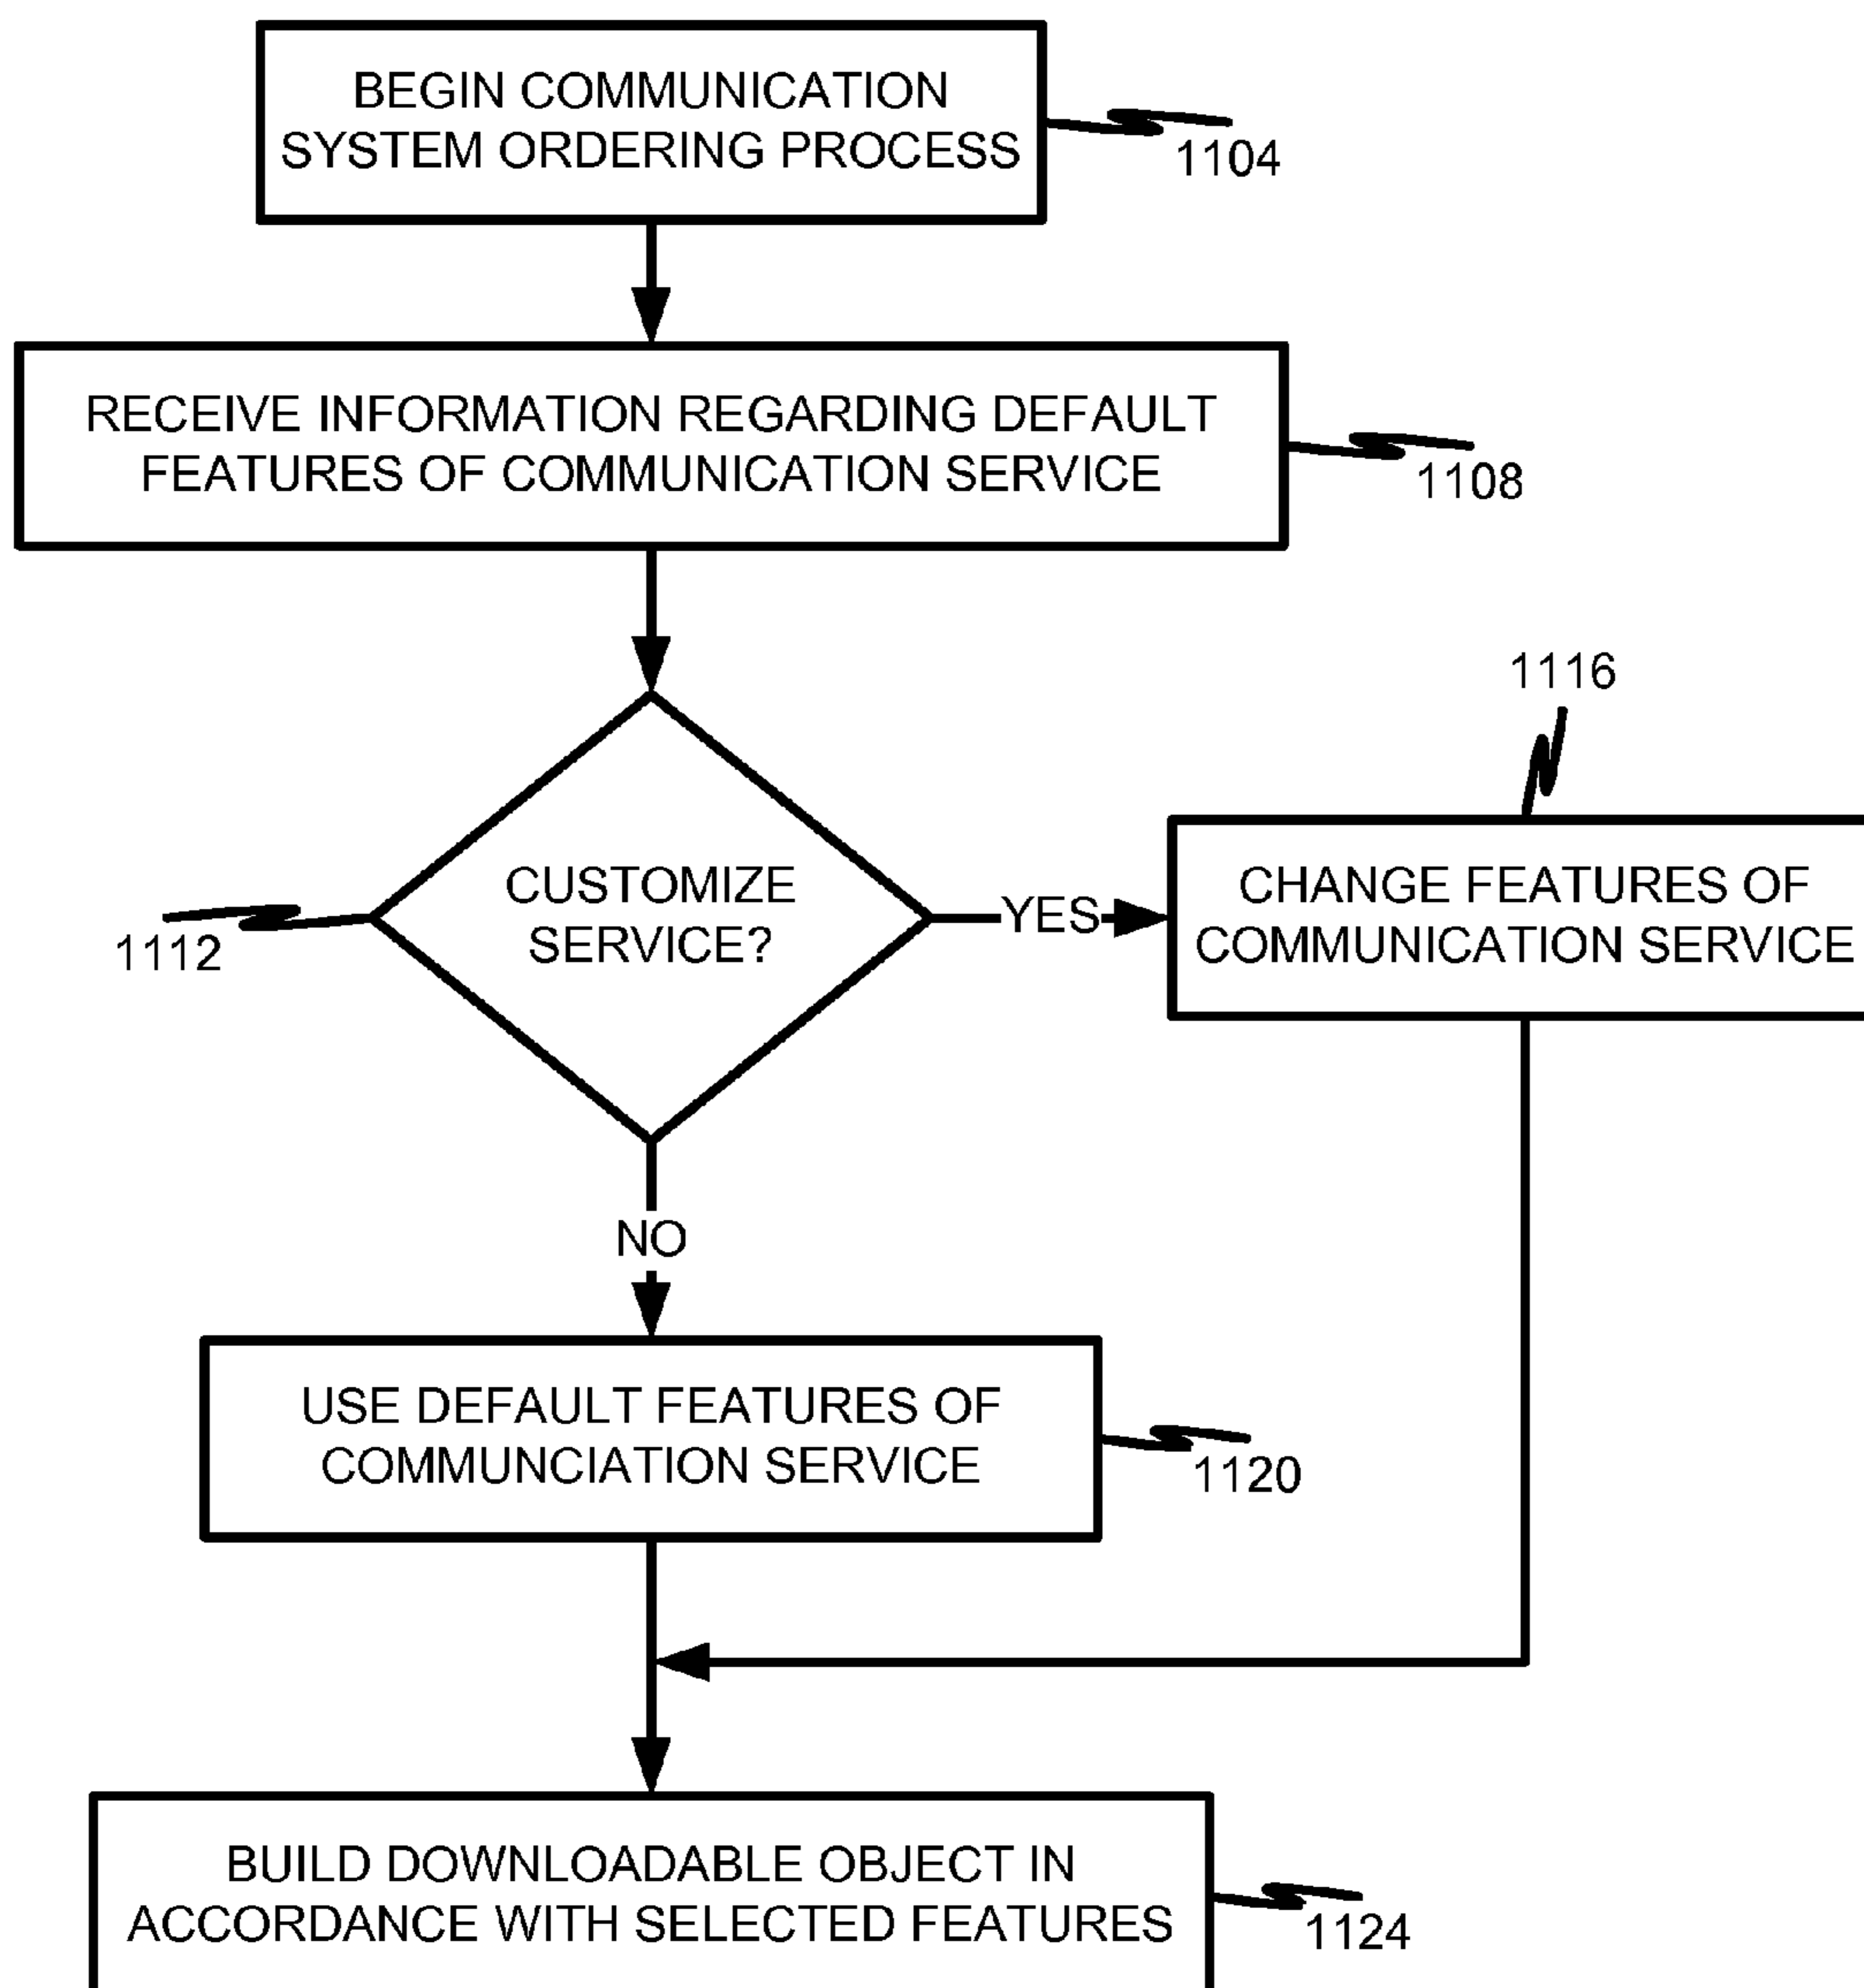 BEGIN COMMUNICATION
SYSTEM ORDERING PROCESS
1104
RECEIVE INFORMATION REGARDING DEFAULT
FEATURES OF COMMUNICATION SERVICE
1108
1116
CUSTOMIZE
SERVICE?
1112
YES
CHANGE FEATURES OF
COMMUNICATION SERVICE
NO
USE DEFAULT FEATURES OF
COMMUNCIATION SERVICE
1120
BUILD DOWNLOADABLE OBJECT IN
ACCORDANCE WITH SELECTED FEATURES
1124